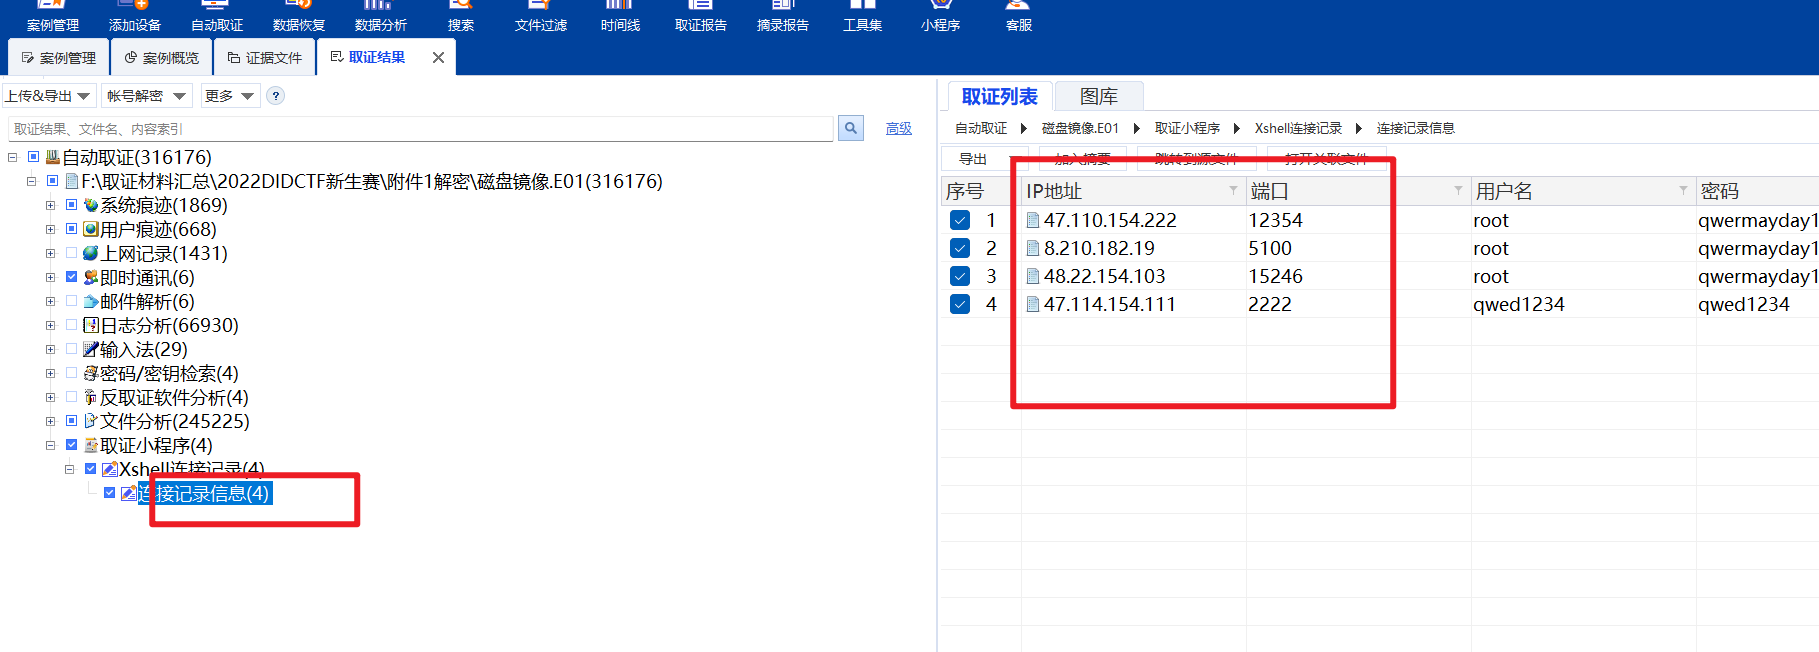 案例管理 添加设备 自动取证 数据恢复 数据分析 搜索 文件过滤 时间线 取证报告 摘录报告 工具集 小程序 客服
案例管理 案例概览 证据文件 取证结果
上传&导出 帐号解密 更多 ?
取证结果、文件名、内容索引 高级
自动取证(316176)
F:\取证材料汇总\2022DIDCTF新生赛\附件1解密\磁盘镜像.E01(316176)
系统痕迹(1869)
用户痕迹(668)
上网记录(1431)
即时通讯(6)
邮件解析(6)
日志分析(66930)
输入法(29)
密码/密钥检索(4)
反取证软件分析(4)
文件分析(245225)
取证小程序(4)
Xshell连接记录(4)
连接记录信息(4)
取证列表 图库
自动取证 磁盘镜像.E01 取证小程序 Xshell连接记录 连接记录信息
导出 加入摘要 跳转到源文件 打开关联文件
序号 IP地址 端口 用户名 密码
1 47.110.154.222 12354 root qwermayday1
2 8.210.182.19 5100 root qwermayday1
3 48.22.154.103 15246 root qwermayday1
4 47.114.154.111 2222 qwed1234 qwed1234